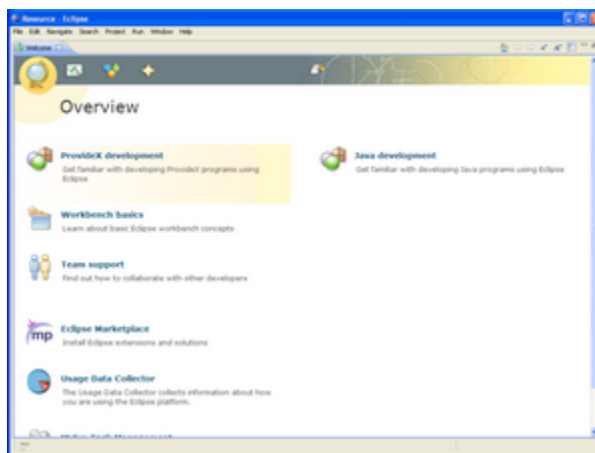 Resource - Eclipse
File Edit Navigate Search Project Run Window Help
Welcome
Overview
ProvideX development
Get familiar with developing ProvideX programs using
Eclipse
Java development
Get familiar with developing Java programs using Eclipse
Workbench basics
Learn about basic Eclipse workbench concepts
Team support
Find out how to collaborate with other developers
mp
Eclipse Marketplace
Install Eclipse extensions and solutions
Usage Data Collector
The Usage Data Collector collects information about how
you are using the Eclipse platform.